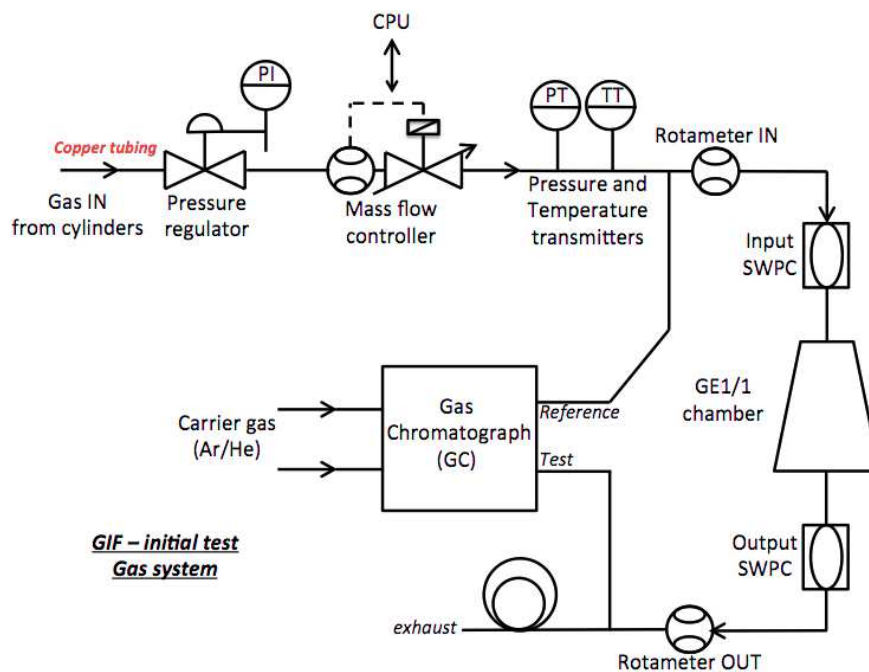 CPU
PI
PT
TT
Rotameter IN
Copper tubing
Gas IN
from cylinders
Pressure
regulator
Mass flow
controller
Pressure and
Temperature
transmitters
Input
SWPC
GE1/1
chamber
Gas
Chromatograph
(GC)
Reference
Test
Carrier gas
(Ar/He)
GIF – initial test
Gas system
Output
SWPC
exhaust
Rotameter OUT